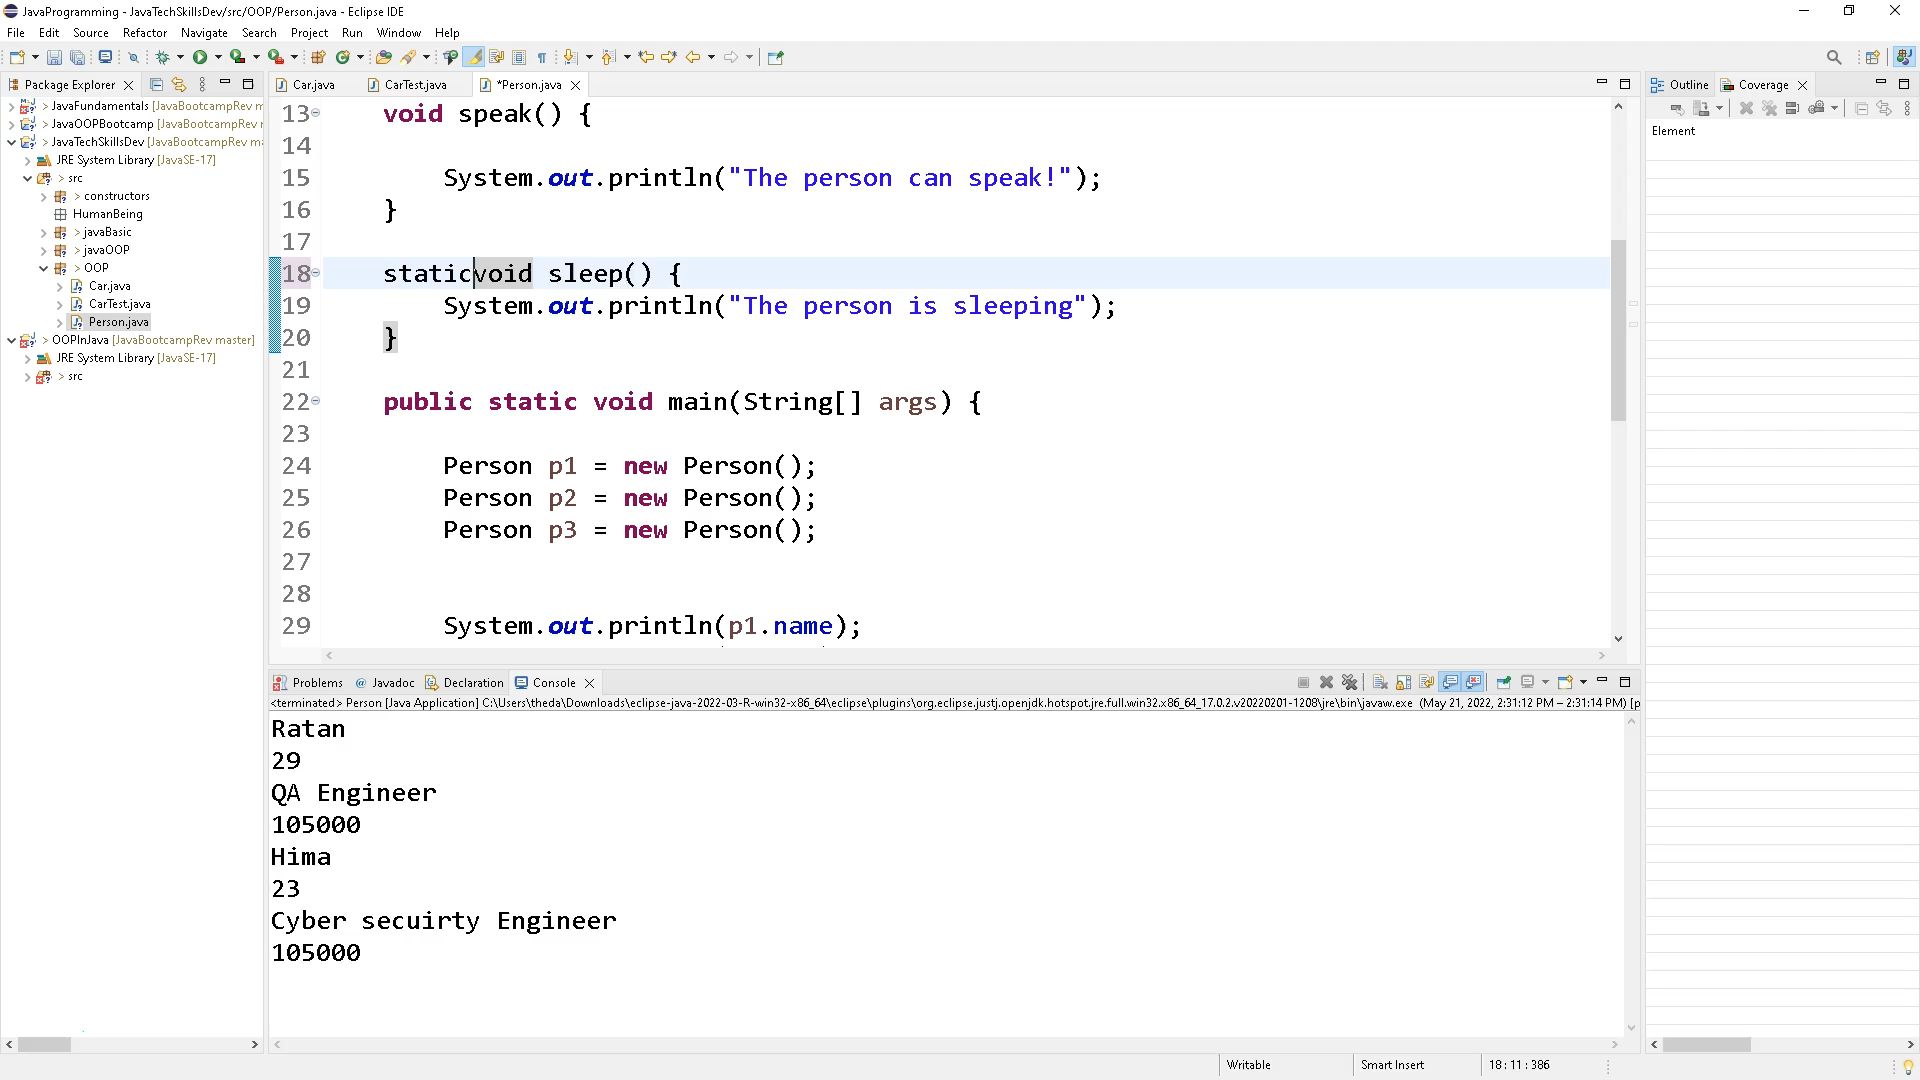 JavaProgramming - JavaTechSkillsDev/src/OOP/Person.java - Eclipse IDE
File Edit Source Refactor Navigate Search Project Run Window Help
Package Explorer
> JavaFundamentals [JavaBootcampRev m
> JavaOOPBootcamp [JavaBootcampRev
> JavaTechSkillsDev [JavaBootcampRev ma
JRE System Library [JavaSE-17]
> src
> constructors
HumanBeing
> javaBasic
> javaOOP
> OOP
Car.java
CarTest.java
Person.java
> OOPInJava [JavaBootcampRev master]
JRE System Library [JavaSE-17]
> src
Car.java CarTest.java *Person.java
13 void speak() {
14
15 System.out.println("The person can speak!");
16 }
17
18 staticvoid sleep() {
19 System.out.println("The person is sleeping");
20 }
21
22 public static void main(String[] args) {
23
24 Person p1 = new Person();
25 Person p2 = new Person();
26 Person p3 = new Person();
27
28
29 System.out.println(p1.name);
Outline Coverage
Element
Problems @ Javadoc Declaration Console
<terminated> Person [Java Application] C:\Users\theda\Downloads\eclipse-java-2022-03-R-win32-x86_64\eclipse\plugins\org.eclipse.justj.openjdk.hotspot.jre.full.win32.x86_64_17.0.2.v20220201-1208\jre\bin\javaw.exe (May 21, 2022, 2:31:12 PM – 2:31:14 PM) [p
Ratan
29
QA Engineer
105000
Hima
23
Cyber secuirty Engineer
105000
Writable Smart Insert 18 : 11 : 386